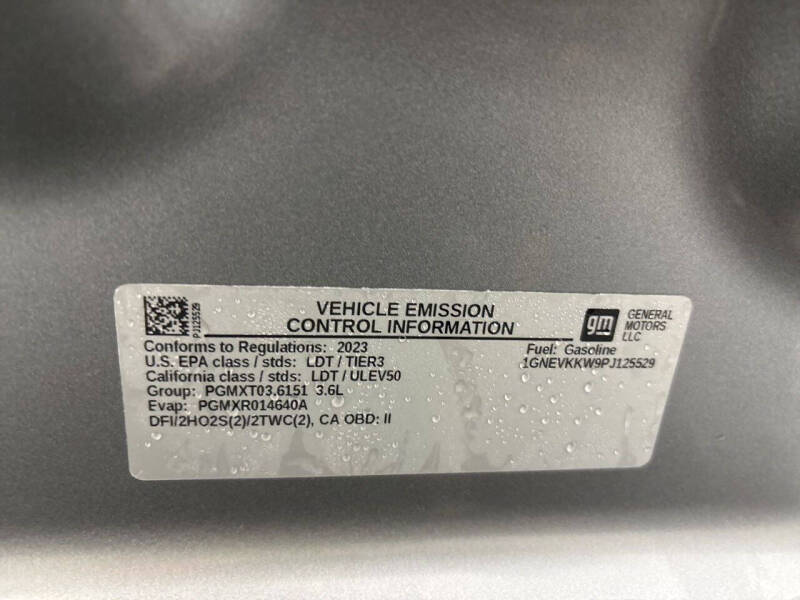 PJ125529
VEHICLE EMISSION
CONTROL INFORMATION
gm
GENERAL
MOTORS
LLC
Conforms to Regulations: 2023
Fuel: Gasoline
U.S. EPA class / stds: LDT / TIER3
1GNEVKKW9PJ125529
California class / stds: LDT / ULEV50
Group: PGMXT03.6151 3.6L
Evap: PGMXR014640A
DFI/2HO2S(2)/2TWC(2), CA OBD: II